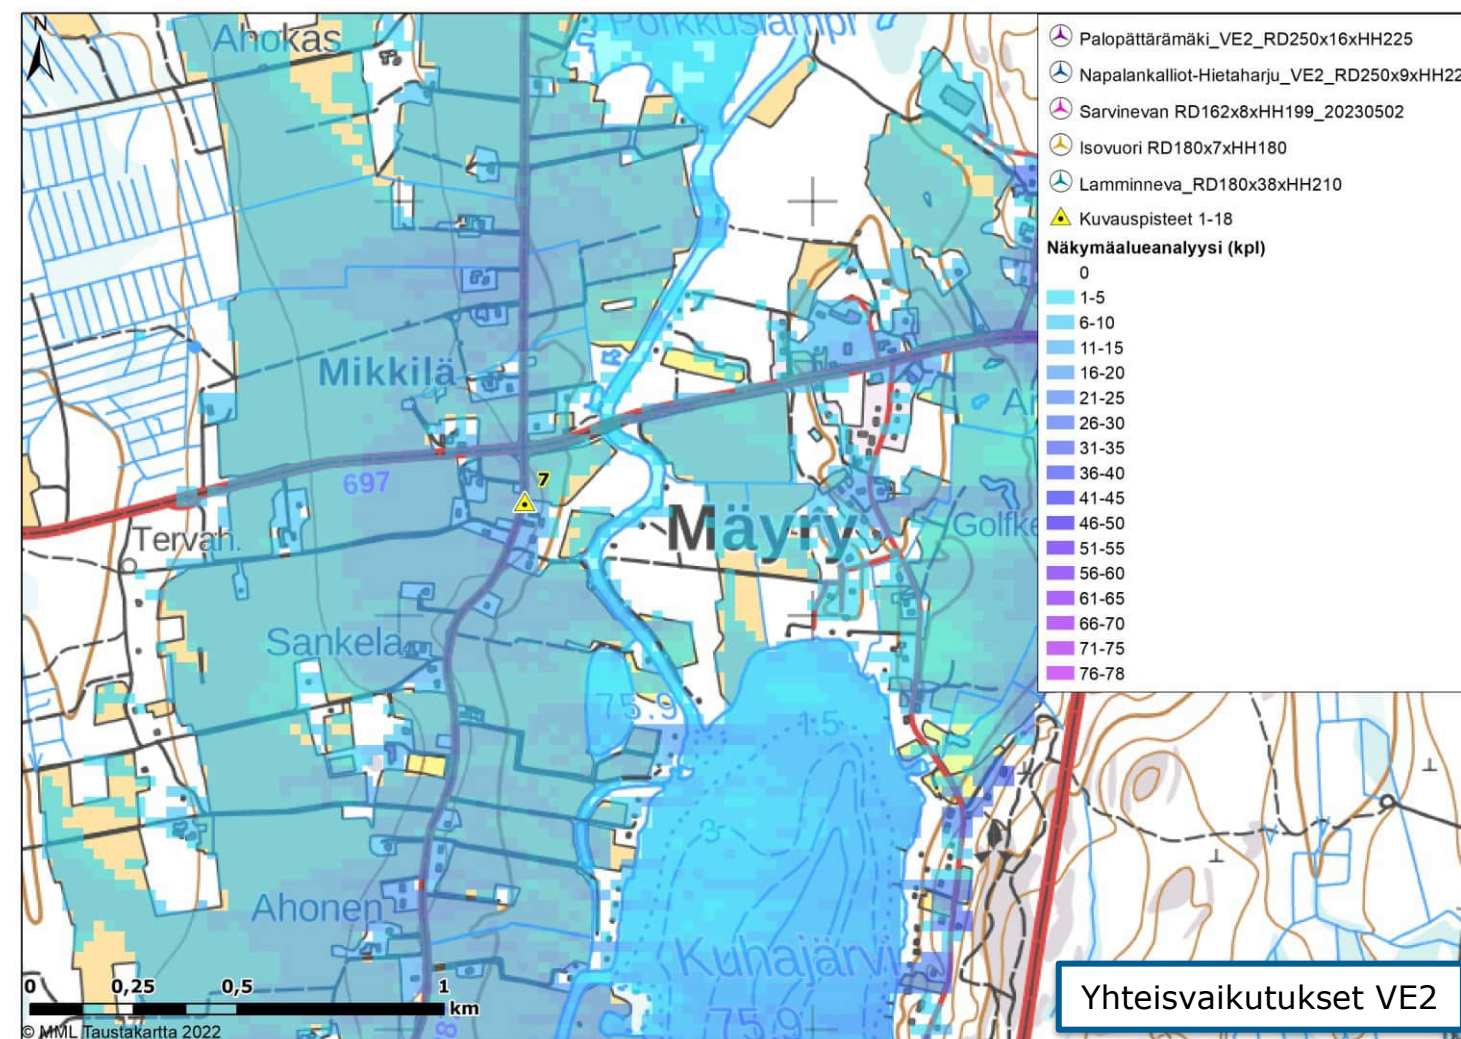 N
Ahokas
Porkkuslampi
Mikkilä
697
7
Tervah.
Mäyry
Golfke
Ar
Sankela
75.9
1.5
3
Ahonen
Kuhajärvi
75.9
8
Palopättärämäki_VE2_RD250x16xHH225
Napalankalliot-Hietaharju_VE2_RD250x9xHH22
Sarvinevan RD162x8xHH199_20230502
Isovuori RD180x7xHH180
Lamminneva_RD180x38xHH210
Kuvauspisteet 1-18
Näkymäalueanalyysi (kpl)
0
1-5
6-10
11-15
16-20
21-25
26-30
31-35
36-40
41-45
46-50
51-55
56-60
61-65
66-70
71-75
76-78
0 0,25 0,5 1
km
© MML Taustakartta 2022
Yhteisvaikutukset VE2